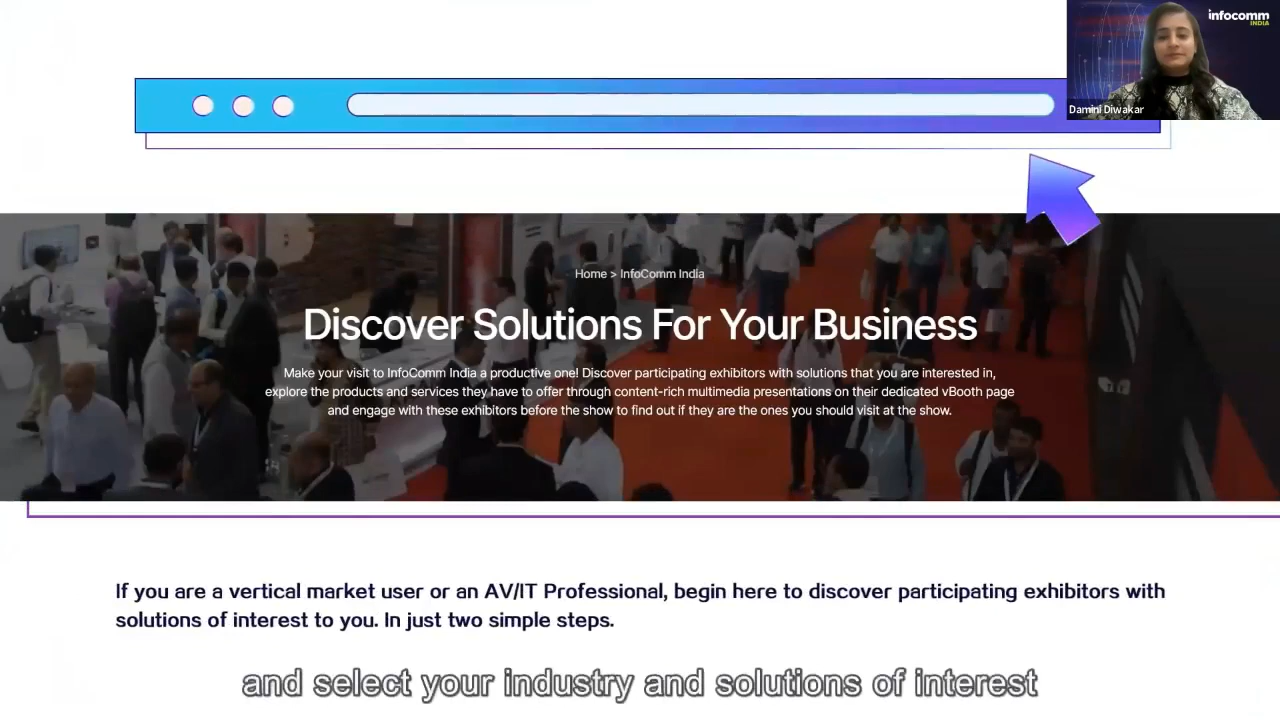 infocomm
INDIA
Damini Diwakar
Home > InfoComm India
Discover Solutions For Your Business
Make your visit to InfoComm India a productive one! Discover participating exhibitors with solutions that you are interested in,
explore the products and services they have to offer through content-rich multimedia presentations on their dedicated vBooth page
and engage with these exhibitors before the show to find out if they are the ones you should visit at the show.
If you are a vertical market user or an AV/IT Professional, begin here to discover participating exhibitors with
solutions of interest to you. In just two simple steps.
and select your industry and solutions of interest